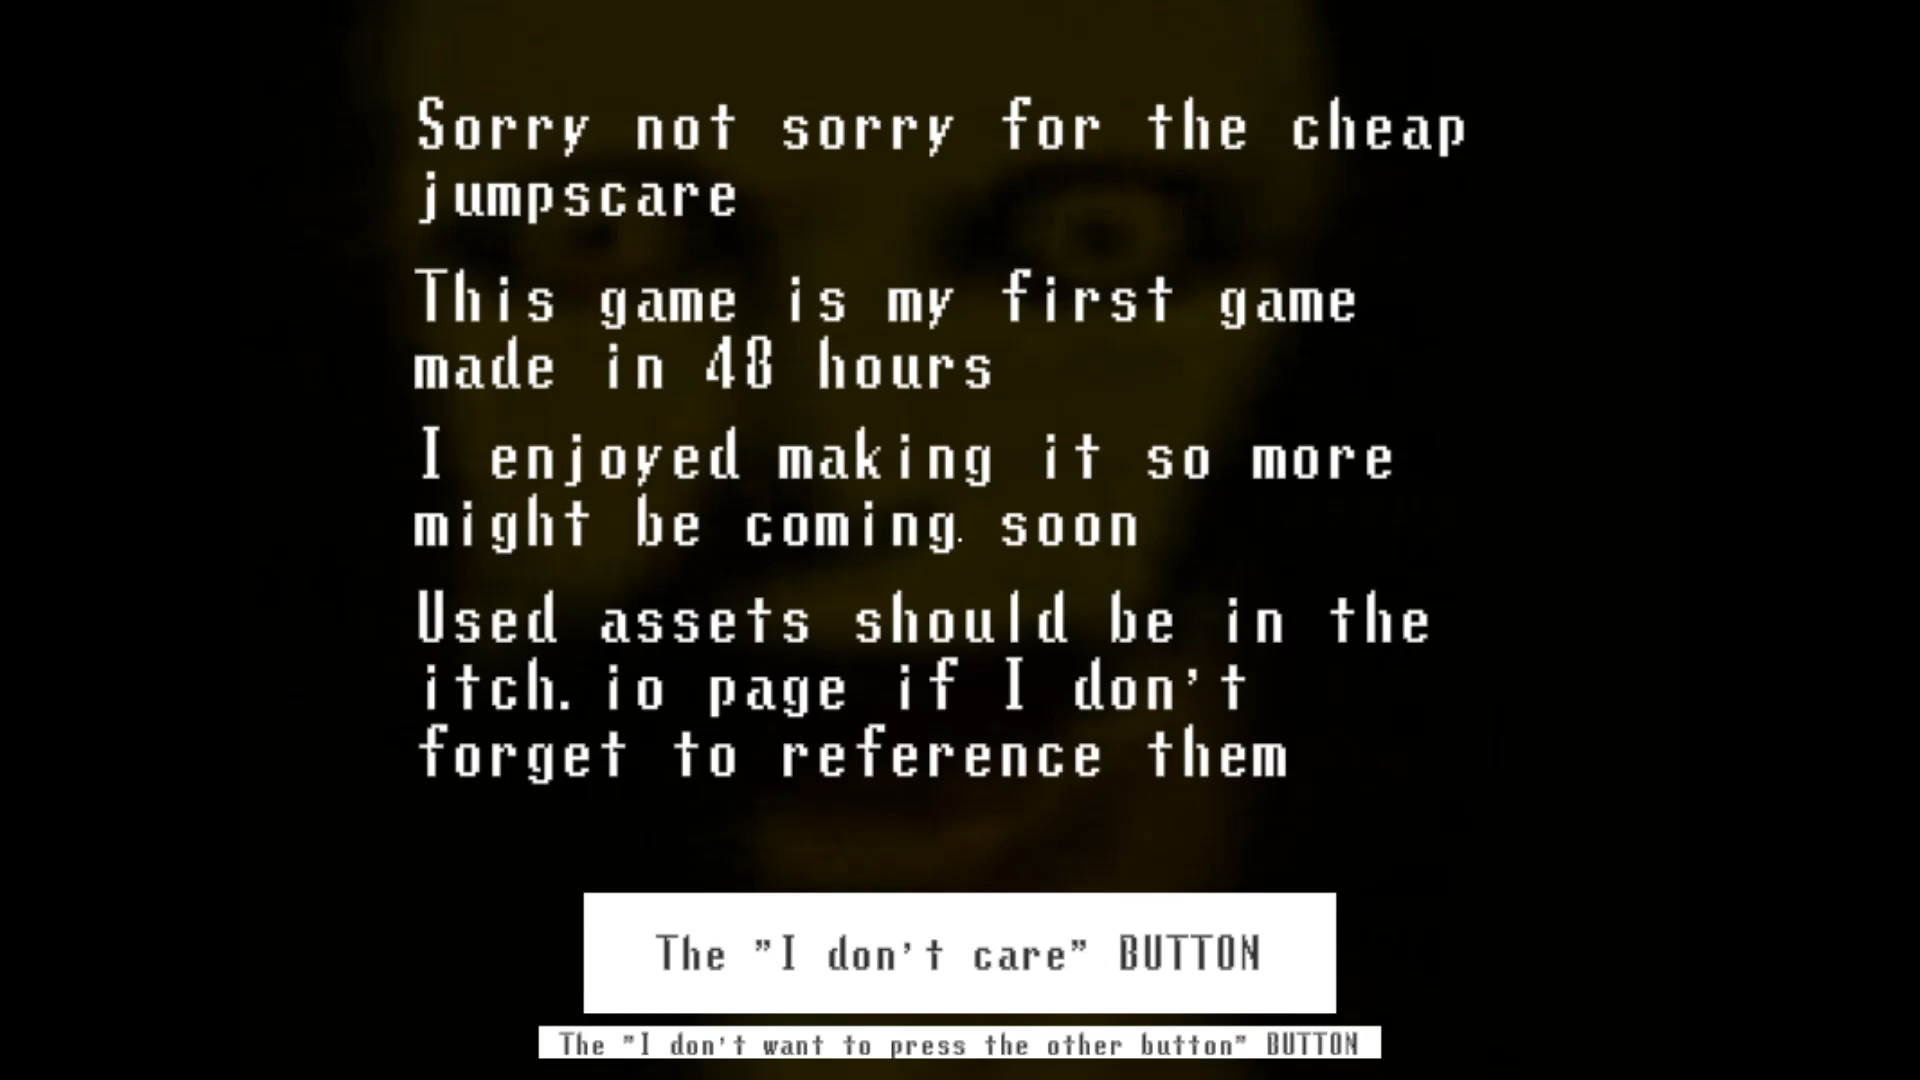 Sorry not sorry for the cheap
jumpscare
This game is my first game
made in 48 hours
I enjoyed making it so more
might be coming soon
Used assets should be in the
itch.io page if I don't
forget to reference them
The "I don't care" BUTTON
The "I don't want to press the other button" BUTTON